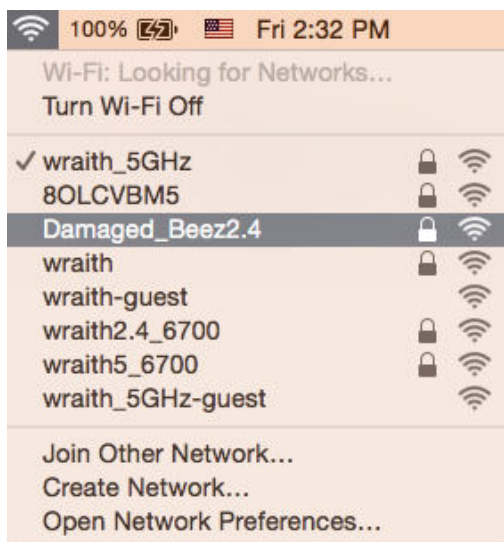 100% Fri 2:32 PM
Wi-Fi: Looking for Networks...
Turn Wi-Fi Off
wraith_5GHz
8OLCVBM5
Damaged_Beez2.4
wraith
wraith-guest
wraith2.4_6700
wraith5_6700
wraith_5GHz-guest
Join Other Network...
Create Network...
Open Network Preferences...